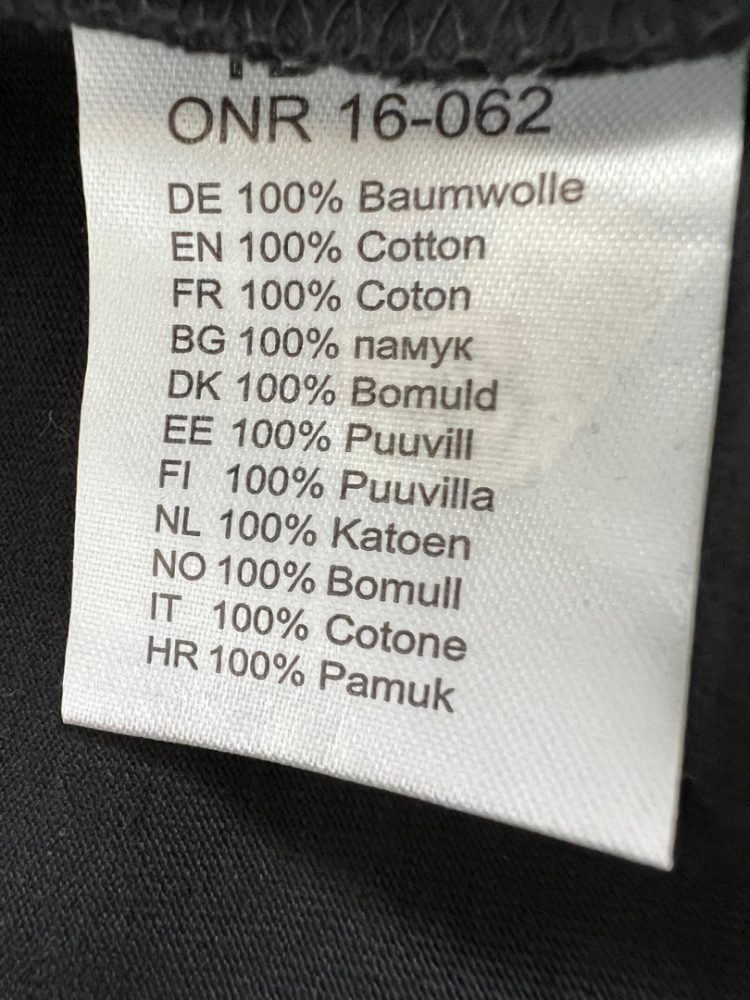 ONR 16-062
DE 100% Baumwolle
EN 100% Cotton
FR 100% Coton
BG 100% памук
DK 100% Bomuld
EE 100% Puuvill
FI 100% Puuvilla
NL 100% Katoen
NO 100% Bomull
IT 100% Cotone
HR 100% Pamuk